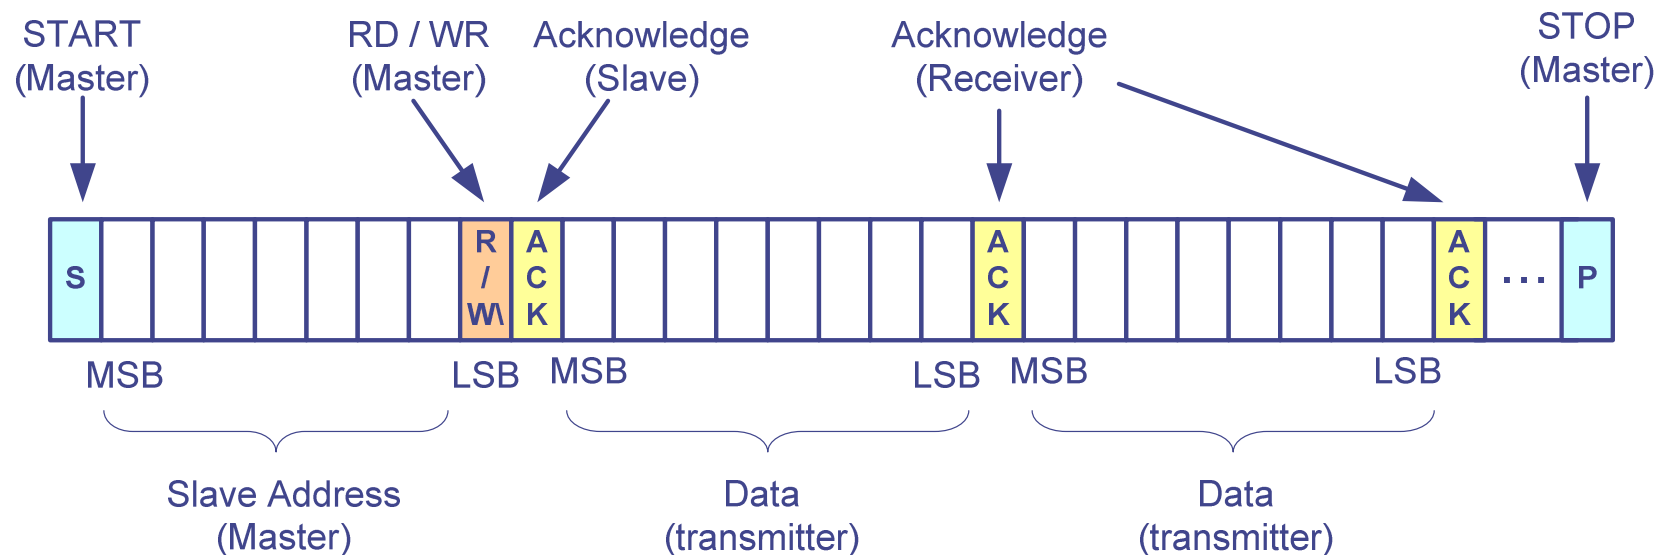 START
(Master)
RD / WR
(Master)
Acknowledge
(Slave)
Acknowledge
(Receiver)
STOP
(Master)
S
R
/
W\
A
C
K
A
C
K
A
C
K
...
P
MSB
LSB
MSB
LSB
MSB
LSB
Slave Address
(Master)
Data
(transmitter)
Data
(transmitter)